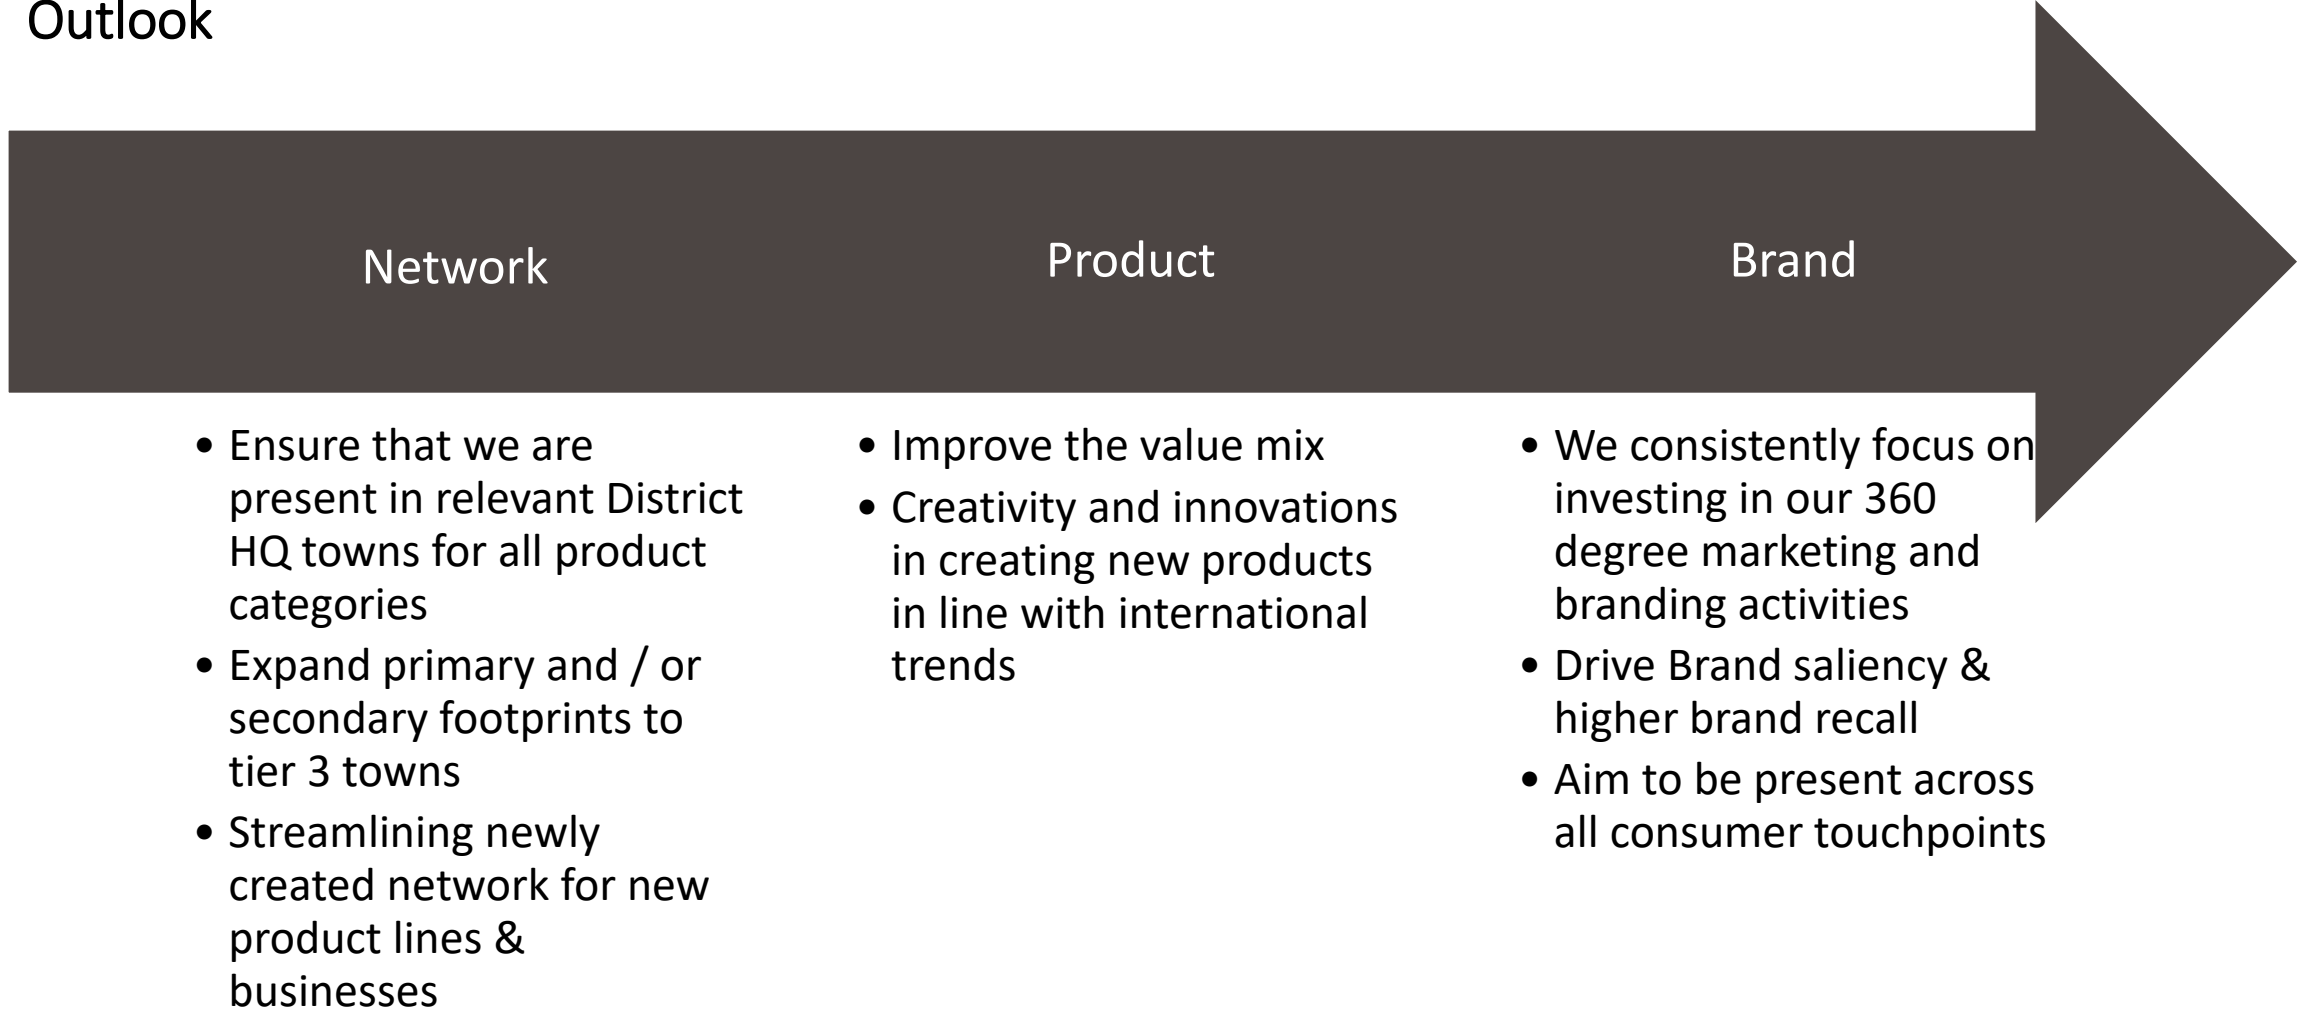 Outlook
Network
Product
Brand
• Ensure that we are
present in relevant District
HQ towns for all product
categories
• Expand primary and / or
secondary footprints to
tier 3 towns
• Streamlining newly
created network for new
product lines &
businesses
• Improve the value mix
• Creativity and innovations
in creating new products
in line with international
trends
• We consistently focus on
investing in our 360
degree marketing and
branding activities
• Drive Brand saliency &
higher brand recall
• Aim to be present across
all consumer touchpoints